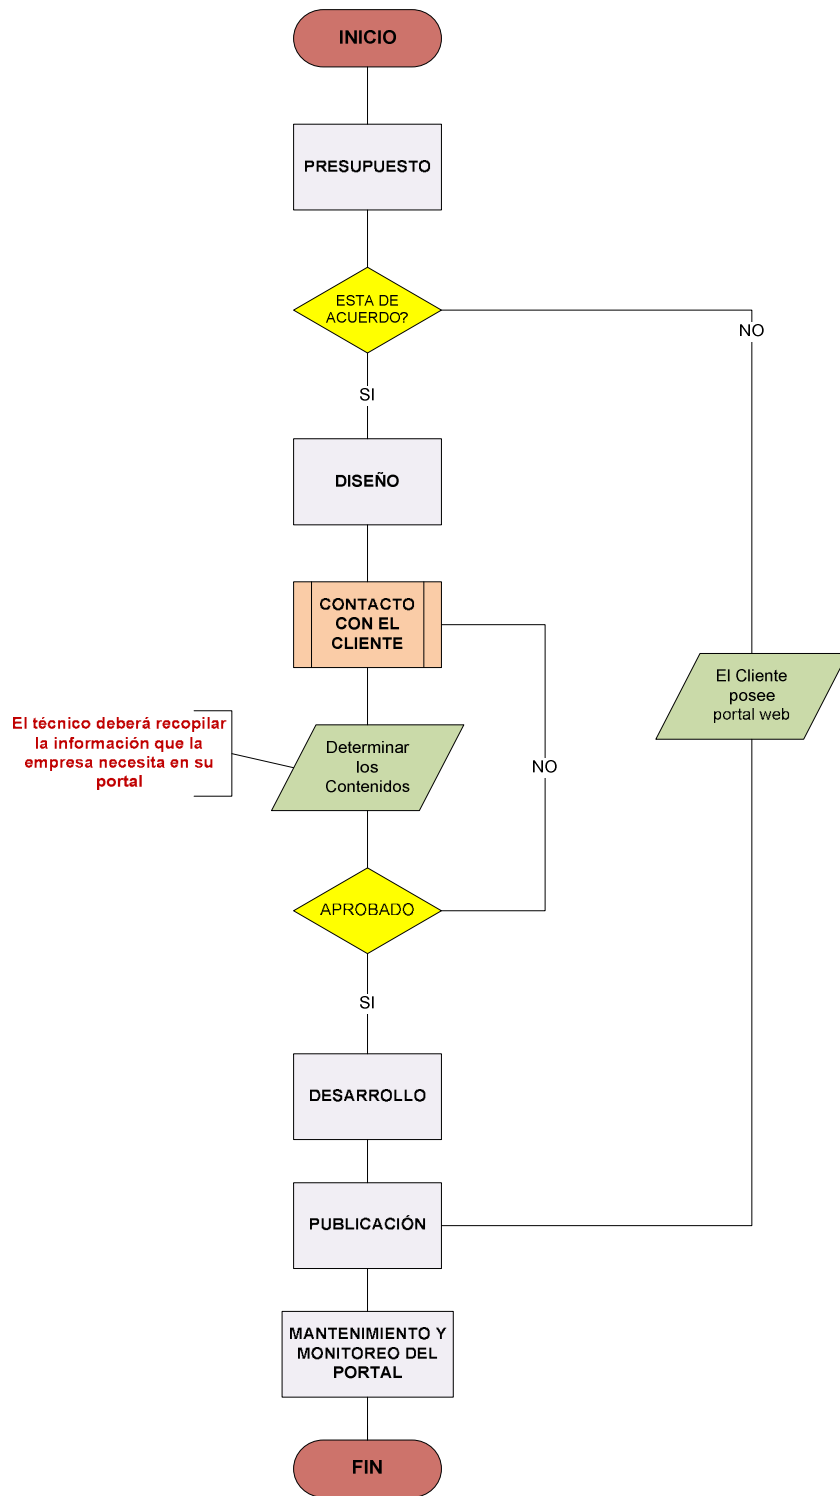 INICIO
PRESUPUESTO
ESTA DE
ACUERDO?
NO
SI
DISEÑO
CONTACTO
CON EL
CLIENTE
El Cliente
posee
portal web
El técnico deberá recopilar
la información que la
empresa necesita en su
portal
Determinar
los
Contenidos
NO
APROBADO
SI
DESARROLLO
PUBLICACIÓN
MANTENIMIENTO Y
MONITOREO DEL
PORTAL
FIN